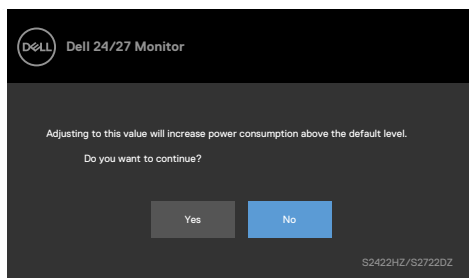 DELL
Dell 24/27 Monitor
Adjusting to this value will increase power consumption above the default level.
Do you want to continue?
Yes
No
S2422HZ/S2722DZ